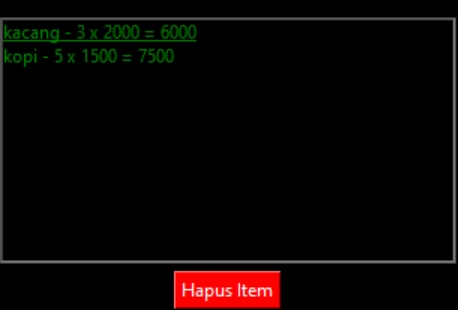 kacang - 3 x 2000 = 6000
kopi - 5 x 1500 = 7500
Hapus Item